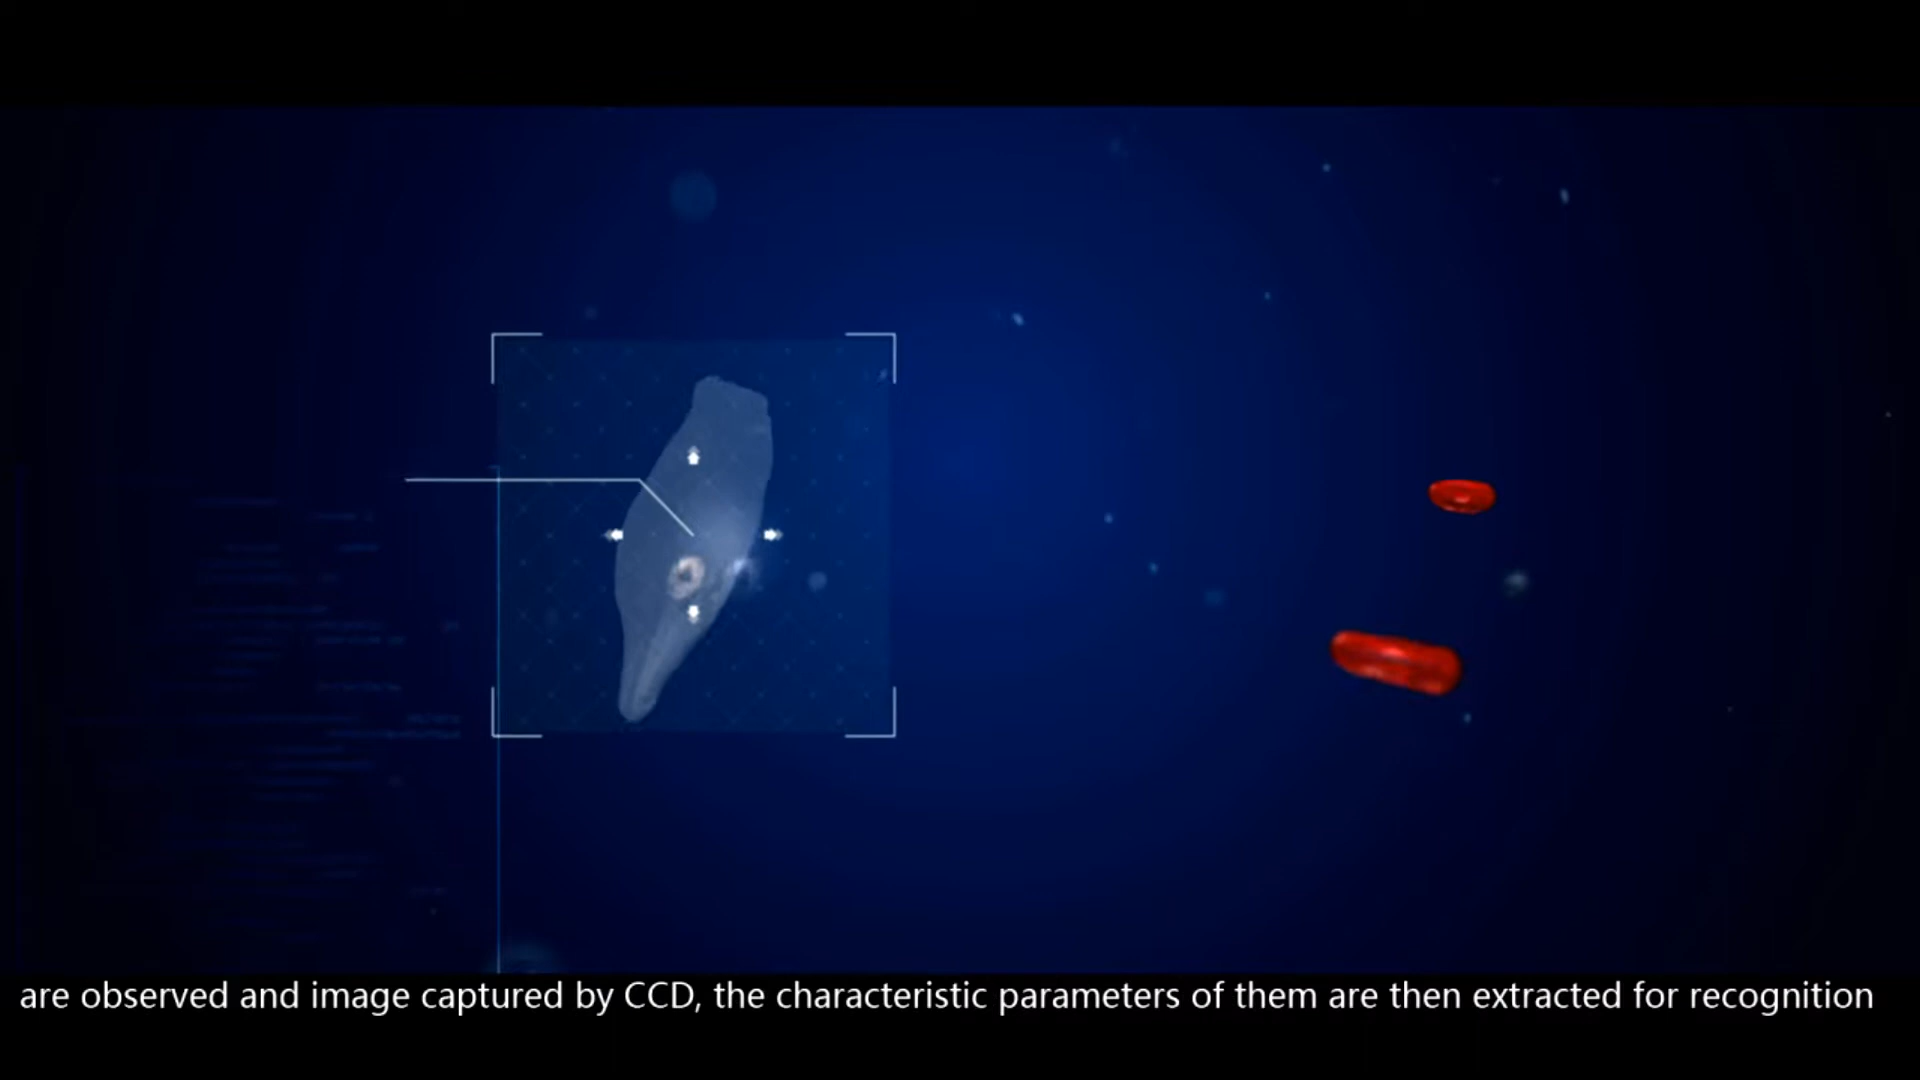 are observed and image captured by CCD, the characteristic parameters of them are then extracted for recognition